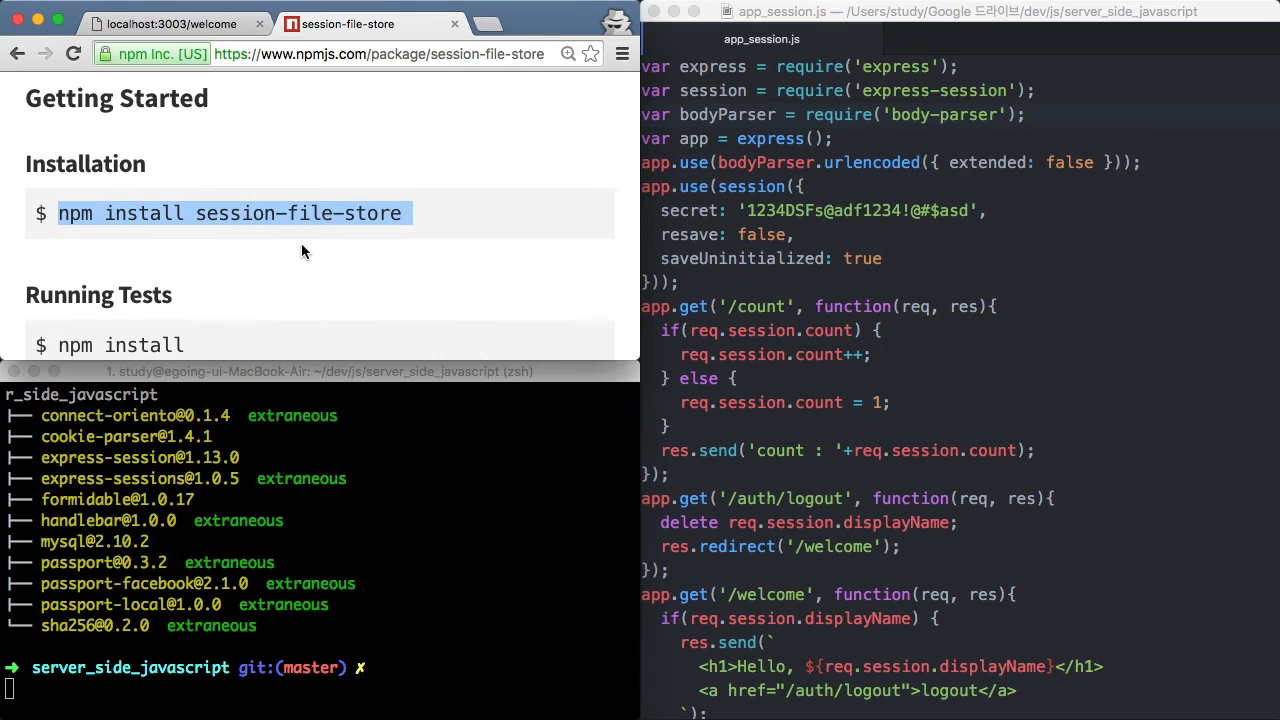 localhost:3003/welcome
session-file-store
npm Inc. [US]
https://www.npmjs.com/package/session-file-store
Getting Started
Installation
$ npm install session-file-store
Running Tests
$ npm install
1. study@egoing-ui-MacBook-Air: ~/dev/js/server_side_javascript (zsh)
r_side_javascript
├── connect-oriento@0.1.4  extraneous
├── cookie-parser@1.4.1
├── express-session@1.13.0
├── express-sessions@1.0.5  extraneous
├── formidable@1.0.17
├── handlebar@1.0.0  extraneous
├── mysql@2.10.2
├── passport@0.3.2  extraneous
├── passport-facebook@2.1.0  extraneous
├── passport-local@1.0.0  extraneous
└── sha256@0.2.0  extraneous
➜  server_side_javascript git:(master) ✗
app_session.js — /Users/study/Google 드라이브/dev/js/server_side_javascript
app_session.js
var express = require('express');
var session = require('express-session');
var bodyParser = require('body-parser');
var app = express();
app.use(bodyParser.urlencoded({ extended: false }));
app.use(session({
  secret: '1234DSFs@adf1234!@#$asd',
  resave: false,
  saveUninitialized: true
}));
app.get('/count', function(req, res){
  if(req.session.count) {
    req.session.count++;
  } else {
    req.session.count = 1;
  }
  res.send('count : '+req.session.count);
});
app.get('/auth/logout', function(req, res){
  delete req.session.displayName;
  res.redirect('/welcome');
});
app.get('/welcome', function(req, res){
  if(req.session.displayName) {
    res.send(`
      <h1>Hello, ${req.session.displayName}</h1>
      <a href="/auth/logout">logout</a>
    `);